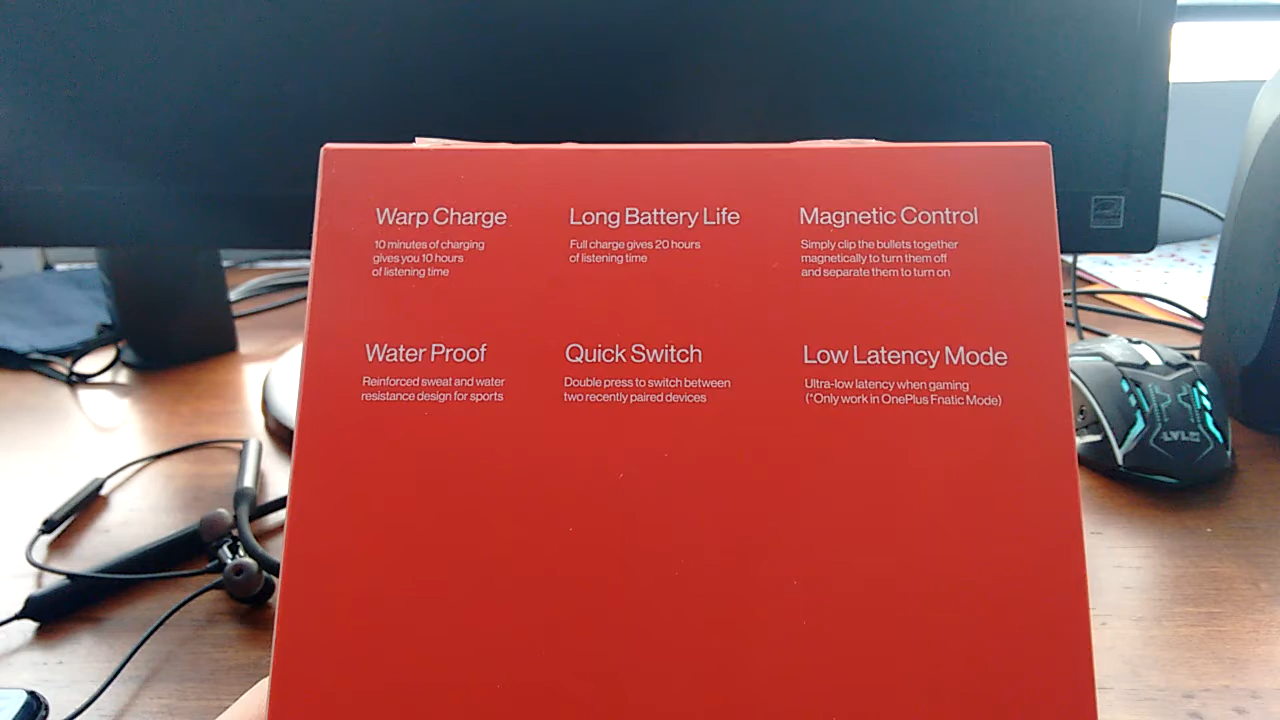 Warp Charge
10 minutes of charging
gives you 10 hours
of listening time
Long Battery Life
Full charge gives 20 hours
of listening time
Magnetic Control
Simply clip the bullets together
magnetically to turn them off
and separate them to turn on
Water Proof
Reinforced sweat and water
resistance design for sports
Quick Switch
Double press to switch between
two recently paired devices
Low Latency Mode
Ultra-low latency when gaming
(*Only work in OnePlus Fnatic Mode)